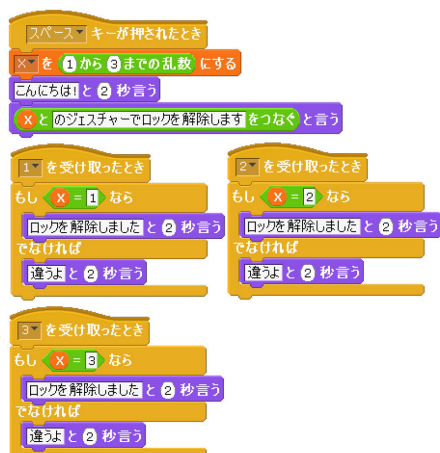 スペース キーが押されたとき
X を 1 から 3 までの乱数 にする
こんにちは! と 2 秒言う
X と のジェスチャーでロックを解除します をつなぐ と言う
1 を受け取ったとき
もし X = 1 なら
ロックを解除しました と 2 秒言う
でなければ
違うよ と 2 秒言う
2 を受け取ったとき
もし X = 2 なら
ロックを解除しました と 2 秒言う
でなければ
違うよ と 2 秒言う
3 を受け取ったとき
もし X = 3 なら
ロックを解除しました と 2 秒言う
でなければ
違うよ と 2 秒言う